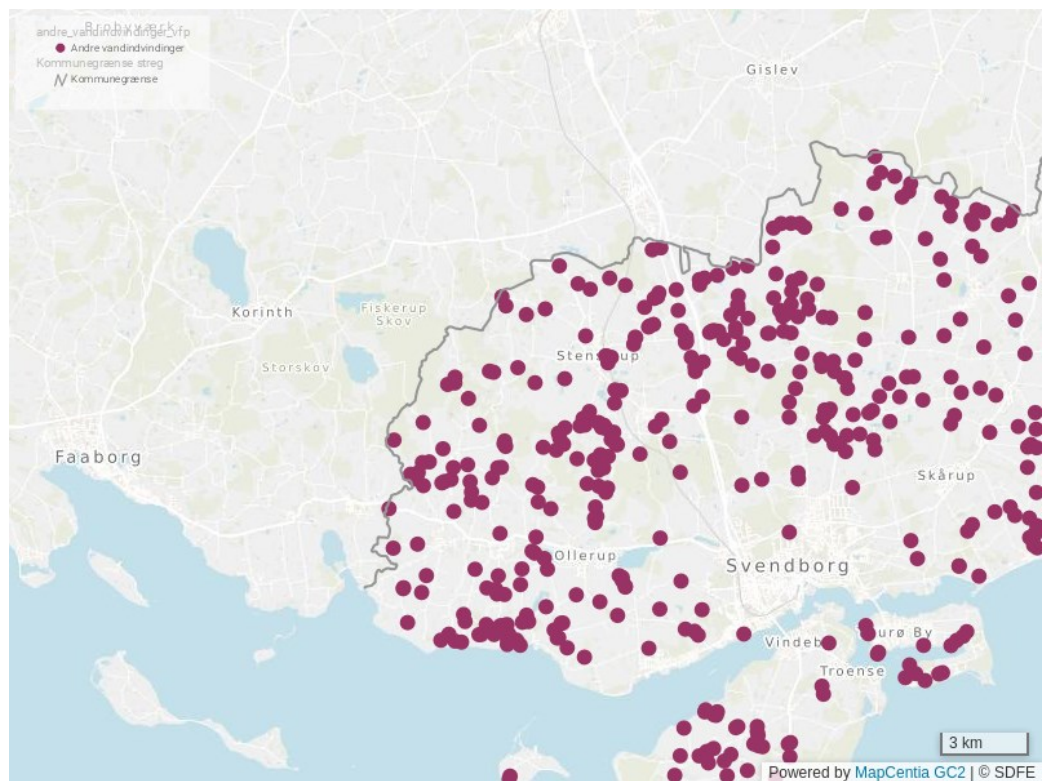 Brobyværk
andre_vandindvindinger_vfp
Andre vandindvindinger
Kommunegrænse streg
Kommunegrænse
Gislev
Korinth
Fiskerup
Skov
Storskov
Faaborg
Skårup
Ollerup
Svendborg
Troense
3 km
Powered by MapCentia GC2 | © SDFE